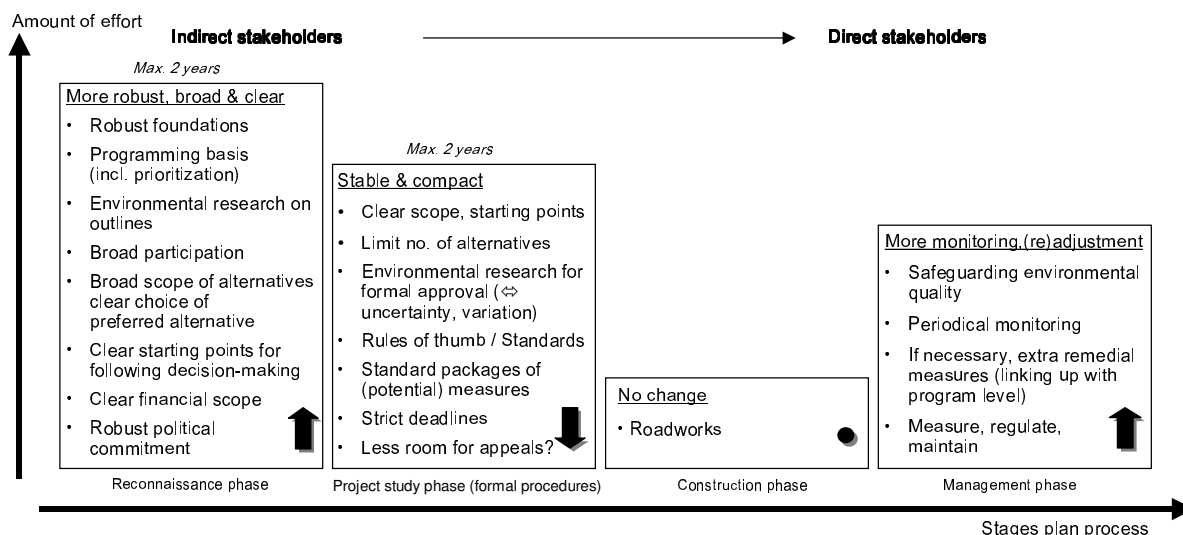 Amount of effort
Indirect stakeholders
Direct stakeholders
Max. 2 years
More robust, broad & clear
• Robust foundations
• Programming basis
(incl. prioritization)
• Environmental research on
outlines
• Broad participation
• Broad scope of alternatives
clear choice of
preferred alternative
• Clear starting points for
following decision-making
• Clear financial scope
• Robust political
commitment
Reconnaissance phase
Max. 2 years
Stable & compact
• Clear scope, starting points
• Limit no. of alternatives
• Environmental research for
formal approval (⇔
uncertainty, variation)
• Rules of thumb / Standards
• Standard packages of
(potential) measures
• Strict deadlines
• Less room for appeals?
Project study phase (formal procedures)
No change
• Roadworks
Construction phase
More monitoring,(re)adjustment
• Safeguarding environmental
quality
• Periodical monitoring
• If necessary, extra remedial
measures (linking up with
program level)
• Measure, regulate,
maintain
Management phase
Stages plan process